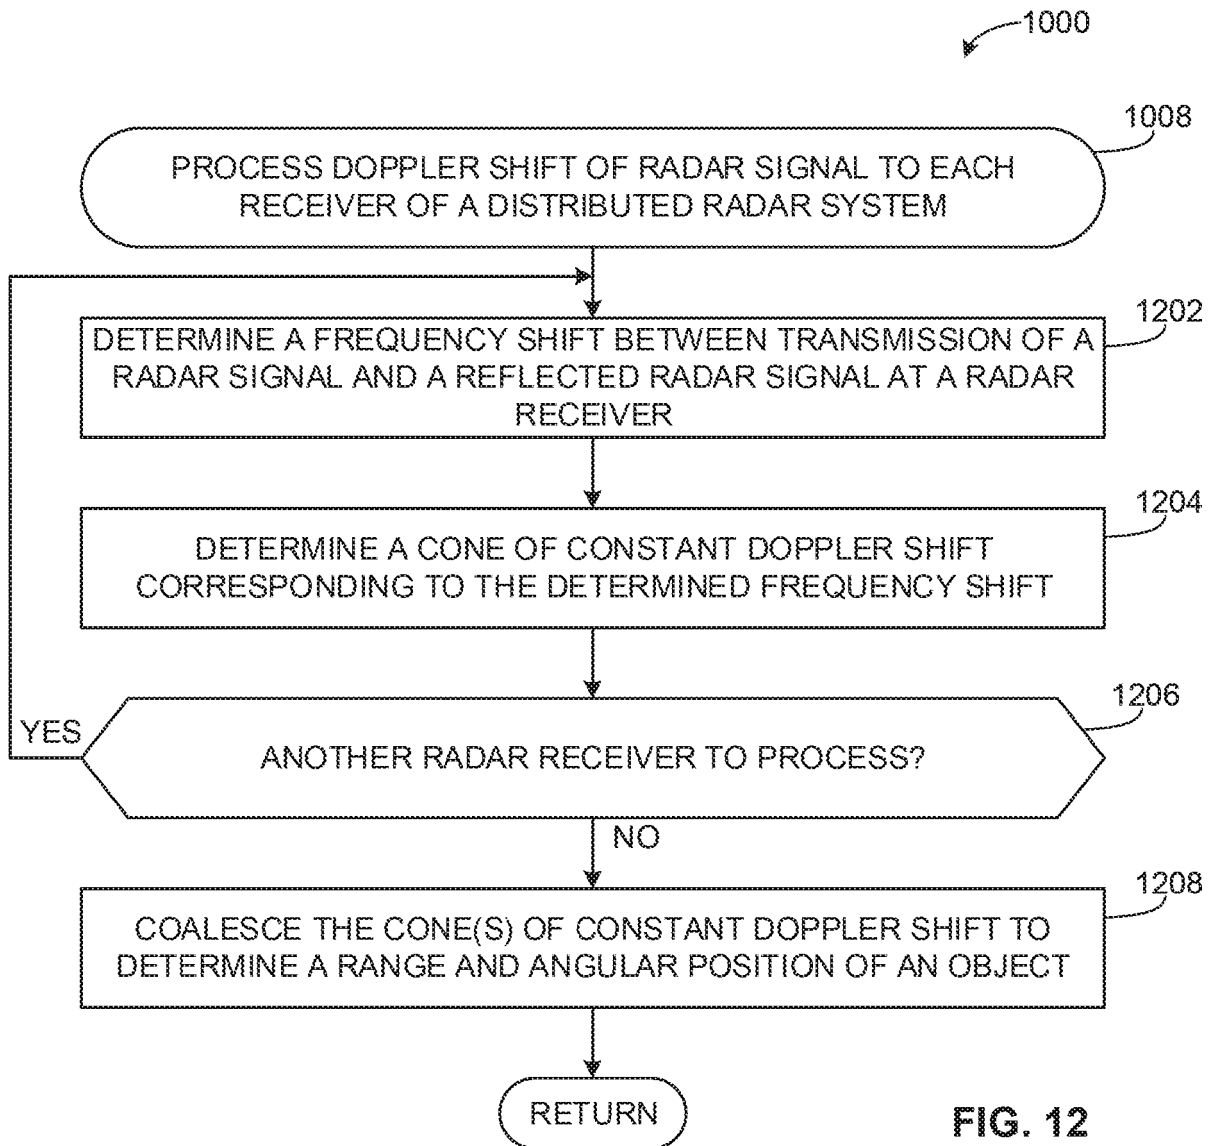 1000
1008
PROCESS DOPPLER SHIFT OF RADAR SIGNAL TO EACH
RECEIVER OF A DISTRIBUTED RADAR SYSTEM
1202
DETERMINE A FREQUENCY SHIFT BETWEEN TRANSMISSION OF A
RADAR SIGNAL AND A REFLECTED RADAR SIGNAL AT A RADAR
RECEIVER
1204
DETERMINE A CONE OF CONSTANT DOPPLER SHIFT
CORRESPONDING TO THE DETERMINED FREQUENCY SHIFT
1206
YES
ANOTHER RADAR RECEIVER TO PROCESS?
NO
1208
COALESCE THE CONE(S) OF CONSTANT DOPPLER SHIFT TO
DETERMINE A RANGE AND ANGULAR POSITION OF AN OBJECT
RETURN
FIG. 12